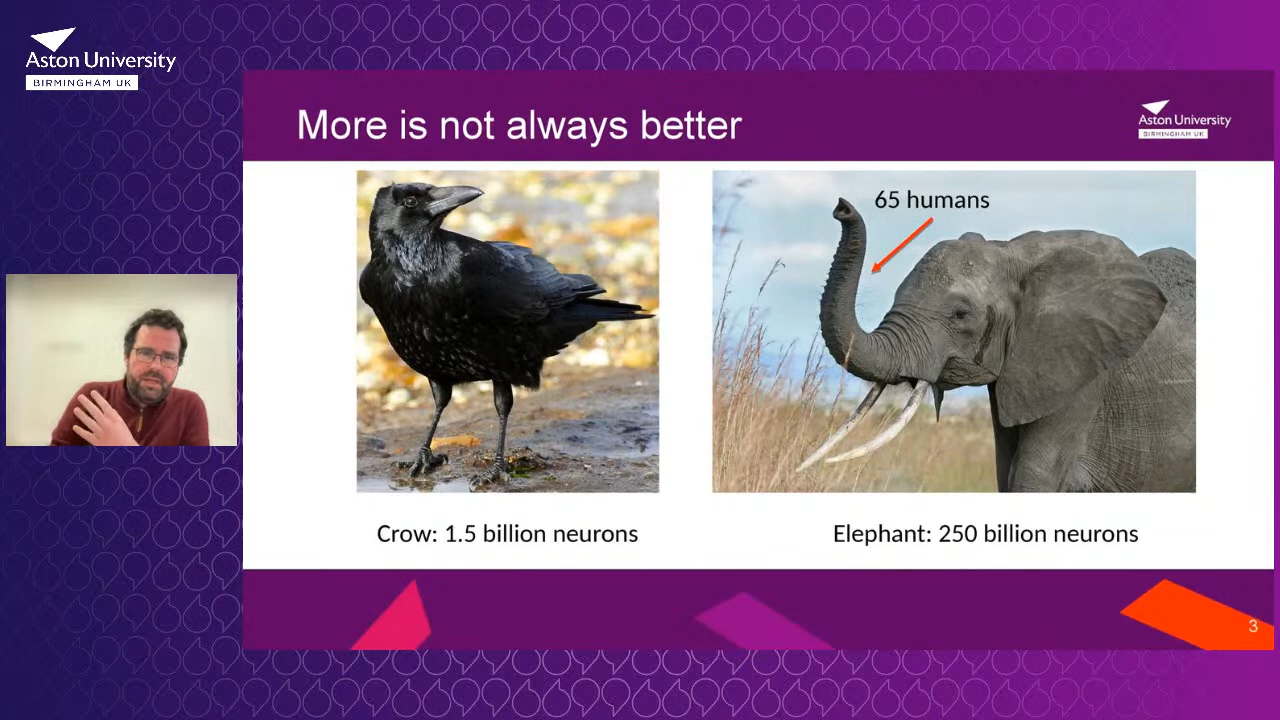 Aston University
BIRMINGHAM UK
More is not always better
Aston University
BIRMINGHAM UK
65 humans
Crow: 1.5 billion neurons
Elephant: 250 billion neurons
3